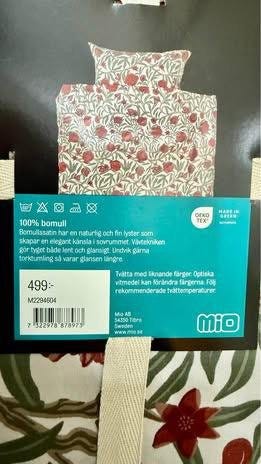 OEKO
TEX®
MADE IN
GREEN
100% bomull
Bomullssatin har en naturlig och fin lyster som
skapar en elegant känsla i sovrummet. Vävtekniken
gör tyget både lent och glansigt. Undvik gärna
torktumling så varar glansen längre.
499:-
M2294604
7 322978 878973
Tvätta med liknande färger. Optiska
vitmedel kan förändra färgerna. Följ
rekommenderade tvättemperaturer.
Mio AB
54350 Tibro
Sweden
www.mio.se
MIO